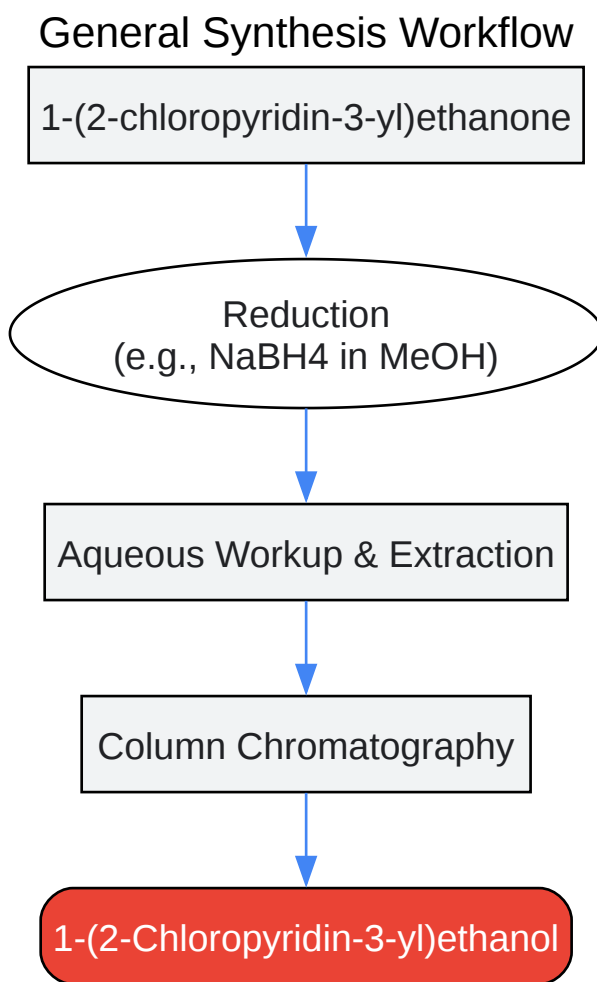 General Synthesis Workflow
1-(2-chloropyridin-3-yl)ethanone
Reduction
(e.g., NaBH4 in MeOH)
Aqueous Workup & Extraction
Column Chromatography
1-(2-Chloropyridin-3-yl)ethanol